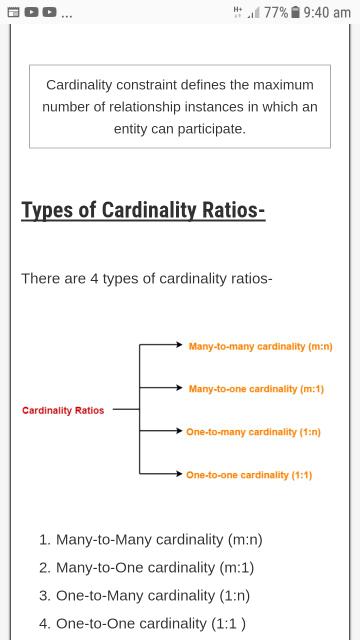 ... H+ 77% 9:40 am
Cardinality constraint defines the maximum
number of relationship instances in which an
entity can participate.
Types of Cardinality Ratios-
There are 4 types of cardinality ratios-
Many-to-many cardinality (m:n)
Many-to-one cardinality (m:1)
Cardinality Ratios
One-to-many cardinality (1:n)
One-to-one cardinality (1:1)
1. Many-to-Many cardinality (m:n)
2. Many-to-One cardinality (m:1)
3. One-to-Many cardinality (1:n)
4. One-to-One cardinality (1:1 )